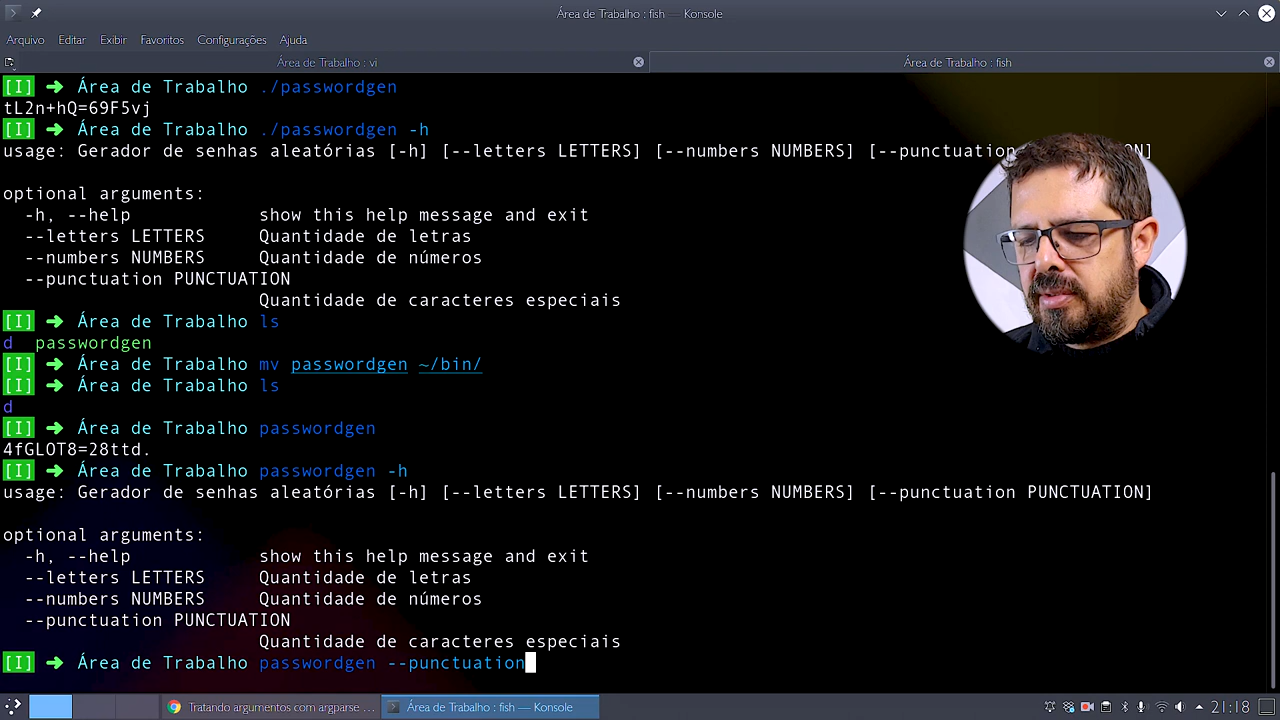 Área de Trabalho : fish — Konsole
Arquivo Editar Exibir Favoritos Configurações Ajuda
Área de Trabalho : vi Área de Trabalho : fish
[I] ➜ Área de Trabalho ./passwordgen
tL2n+hQ=69F5vj
[I] ➜ Área de Trabalho ./passwordgen -h
usage: Gerador de senhas aleatórias [-h] [--letters LETTERS] [--numbers NUMBERS] [--punctuation
optional arguments:
-h, --help show this help message and exit
--letters LETTERS Quantidade de letras
--numbers NUMBERS Quantidade de números
--punctuation PUNCTUATION
Quantidade de caracteres especiais
[I] ➜ Área de Trabalho ls
d passwordgen
[I] ➜ Área de Trabalho mv passwordgen ~/bin/
[I] ➜ Área de Trabalho ls
d
[I] ➜ Área de Trabalho passwordgen
4fGLOT8=28ttd.
[I] ➜ Área de Trabalho passwordgen -h
usage: Gerador de senhas aleatórias [-h] [--letters LETTERS] [--numbers NUMBERS] [--punctuation PUNCTUATION]
optional arguments:
-h, --help show this help message and exit
--letters LETTERS Quantidade de letras
--numbers NUMBERS Quantidade de números
--punctuation PUNCTUATION
Quantidade de caracteres especiais
[I] ➜ Área de Trabalho passwordgen --punctuation
Tratando argumentos com argparse ... Área de Trabalho : fish — Konsole 21:18